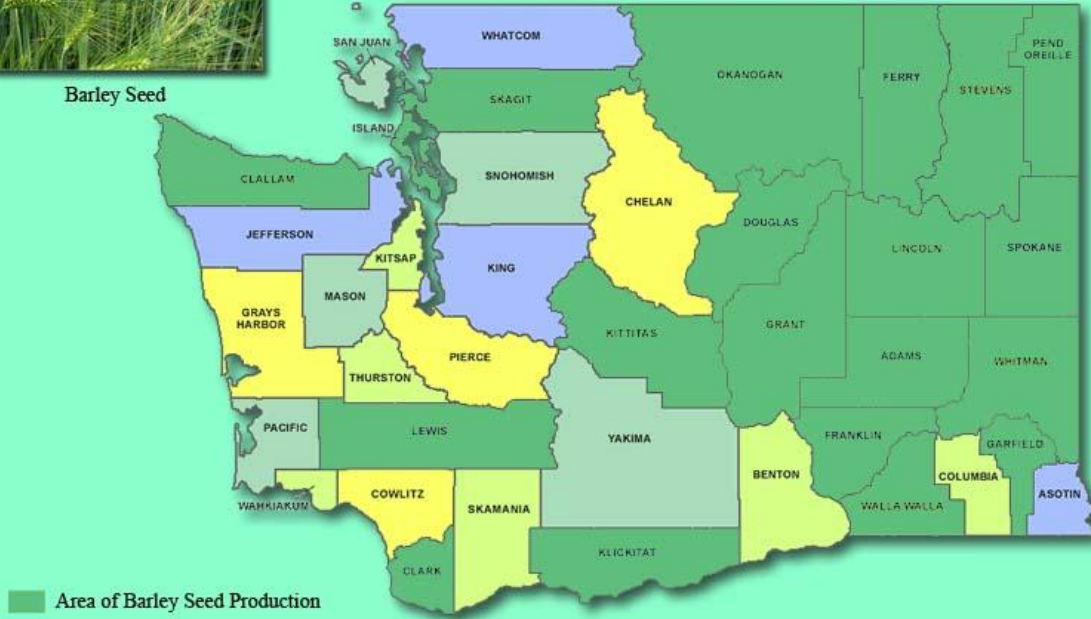 Barley Seed
SAN JUAN
WHATCOM
SKAGIT
ISLAND
OKANOGAN
FERRY
STEVENS
PEND
OREILLE
CLALLAM
SNOHOMISH
CHELAN
DOUGLAS
LINCOLN
SPOKANE
JEFFERSON
KITSAP
KING
MASON
GRAYS
HARBOR
KITTITAS
GRANT
PIERCE
ADAMS
WHITMAN
THURSTON
PACIFIC
LEWIS
YAKIMA
FRANKLIN
GARFIELD
BENTON
COLUMBIA
ASOTIN
WAHKIAKUM
COWLITZ
SKAMANIA
WALLA WALLA
CLARK
KLICKITAT
Area of Barley Seed Production